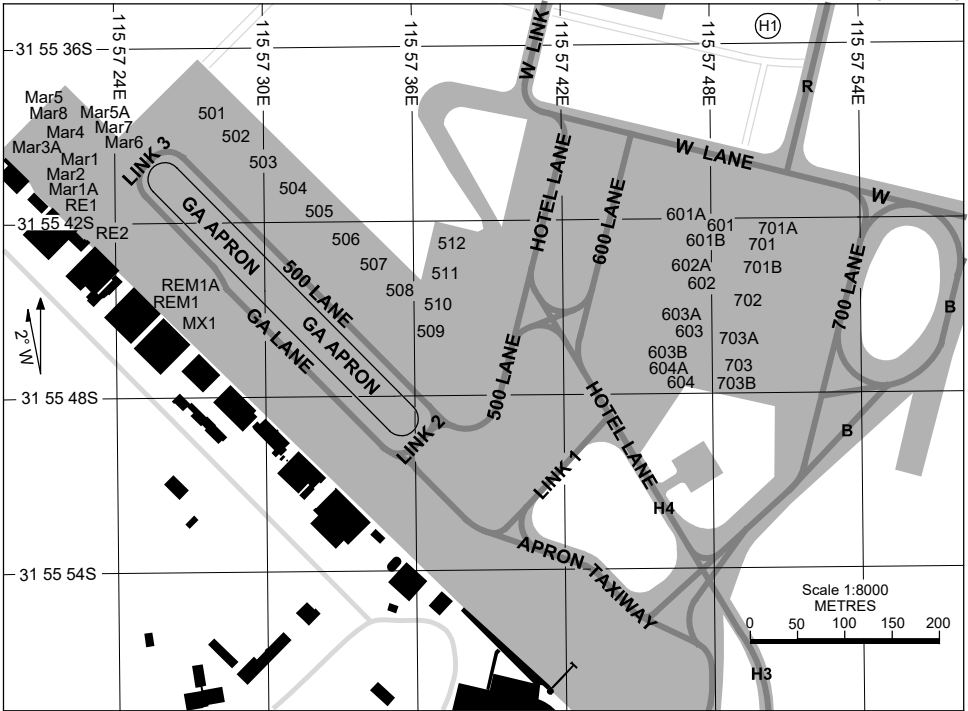 115 57 24E
115 57 30E
115 57 36E
115 57 42E
115 57 48E
115 57 54E
H1
31 55 36S
31 55 42S
31 55 48S
31 55 54S
W LINK
R
Mar5
Mar8
Mar5A
Mar4
Mar7
Mar3A
Mar6
Mar1
Mar2
Mar1A
RE1
RE2
REM1A
REM1
MX1
LINK 3
501
502
503
504
505
506
507
508
509
510
511
512
GA APRON
500 LANE
GA APRON
GA LANE
LINK 2
HOTEL LANE
600 LANE
500 LANE
W LANE
W
601A
601
601B
602A
602
603A
603
603B
604A
604
701A
701
701B
702
703A
703
703B
700 LANE
B
B
HOTEL LANE
LINK 1
H4
APRON TAXIWAY
H3
2° W
Scale 1:8000
METRES
0 50 100 150 200